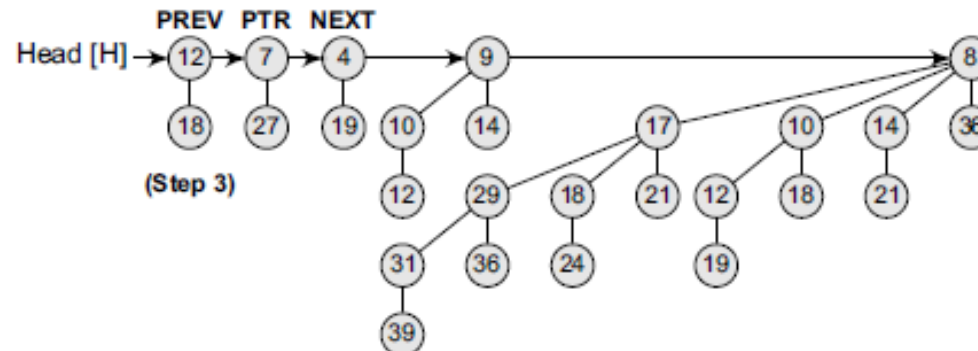 PREV PTR NEXT
Head [H] 12 7 4 9 8
18 27 19 10 14 17 10 14 36
(Step 3) 12 29 18 21 12 18 21
31 36 24 19
39